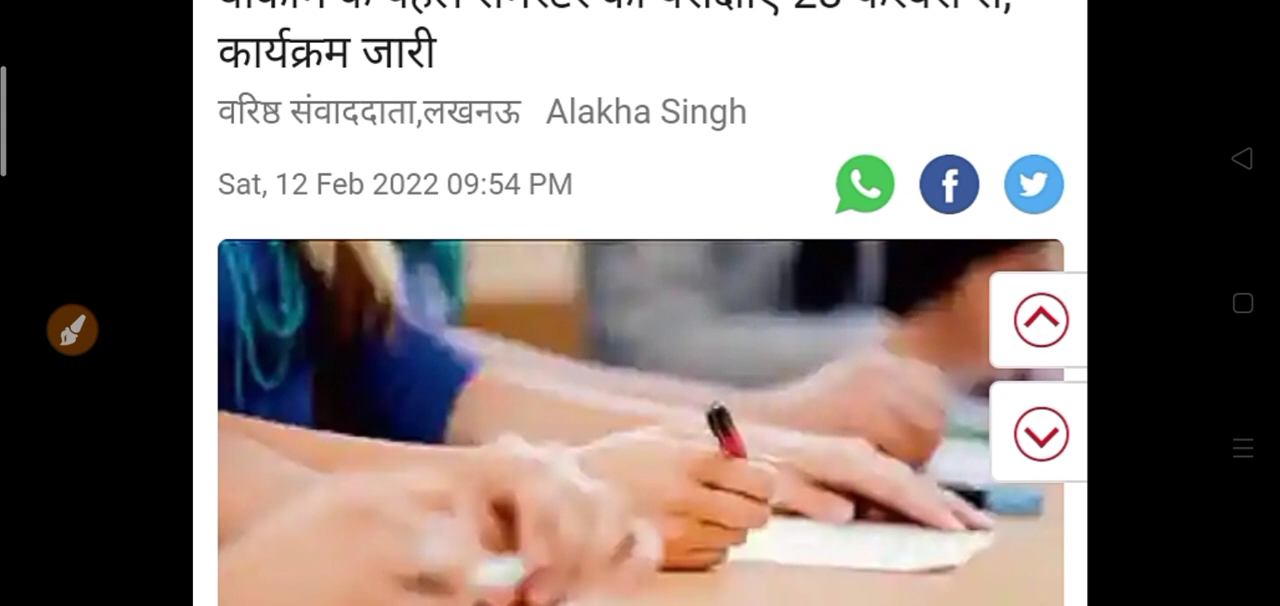 कार्यक्रम जारी
वरिष्ठ संवाददाता,लखनऊ Alakha Singh
Sat, 12 Feb 2022 09:54 PM